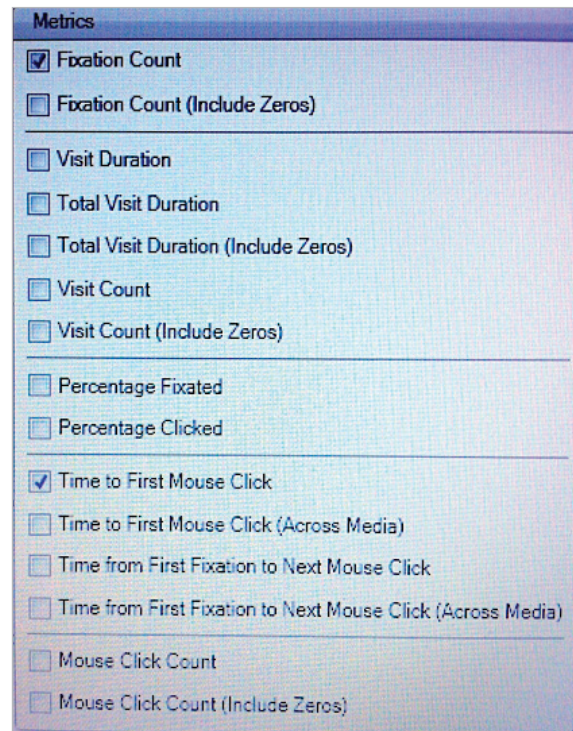 Metrics
Fixation Count
Fixation Count (Include Zeros)
Visit Duration
Total Visit Duration
Total Visit Duration (Include Zeros)
Visit Count
Visit Count (Include Zeros)
Percentage Fixated
Percentage Clicked
Time to First Mouse Click
Time to First Mouse Click (Across Media)
Time from First Fixation to Next Mouse Click
Time from First Fixation to Next Mouse Click (Across Media)
Mouse Click Count
Mouse Click Count (Include Zeros)